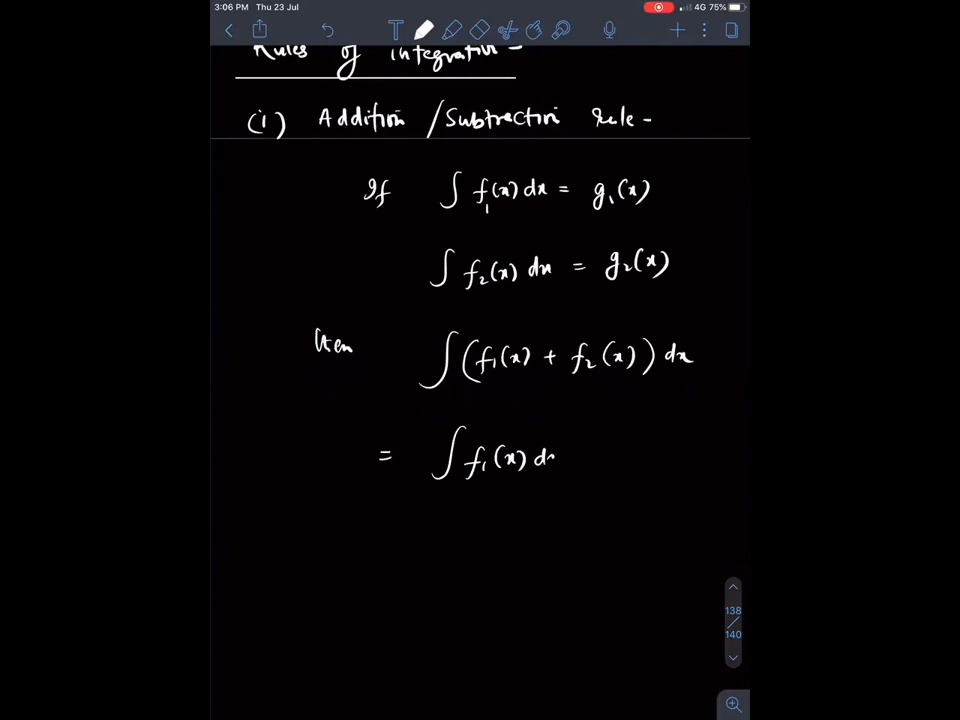 3:06 PM Thu 23 Jul 4G 75%
Rules of integration -
(i) Addition / Subtraction Rule -
If ∫ f₁(x) dx = g₁(x)
∫ f₂(x) dx = g₂(x)
then ∫ (f₁(x) + f₂(x)) dx
= ∫ f₁(x) dx
138
140